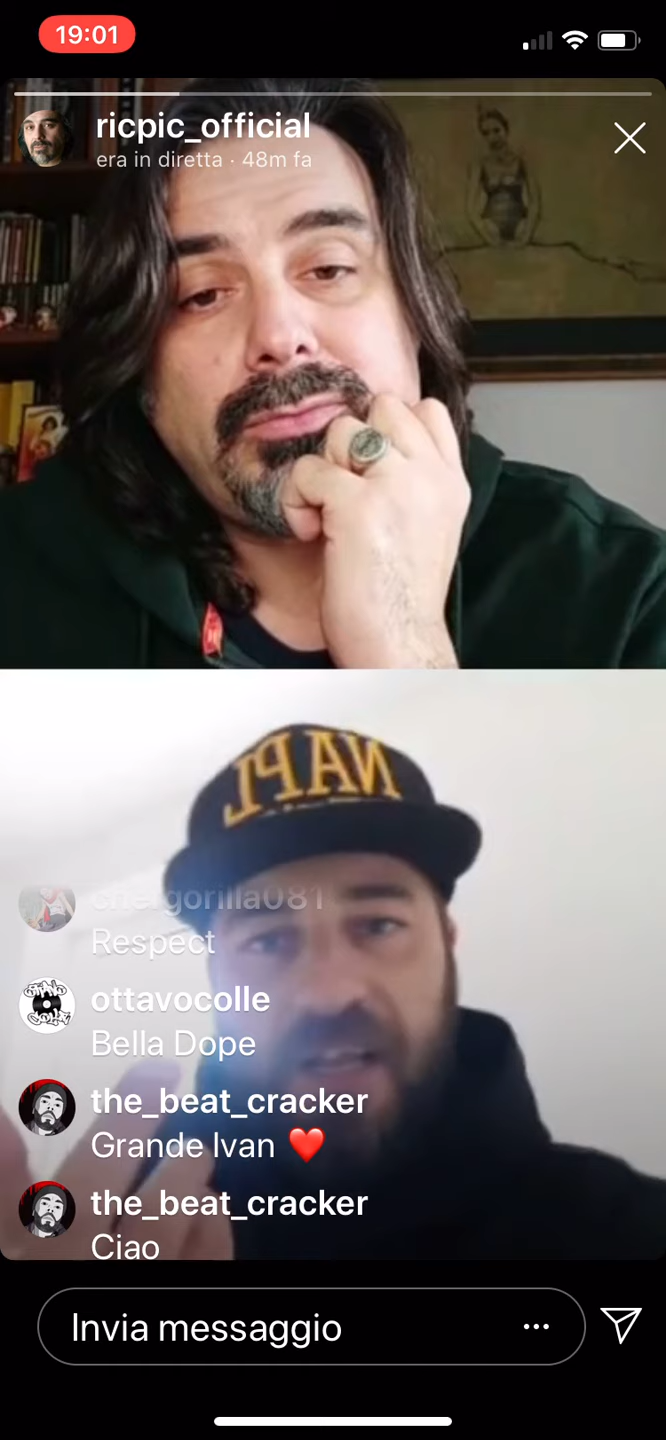 19:01
ricpic_official
era in diretta · 48m fa
NAPL
Respect
ottavocolle
Bella Dope
the_beat_cracker
Grande Ivan ❤️
the_beat_cracker
Ciao
Invia messaggio